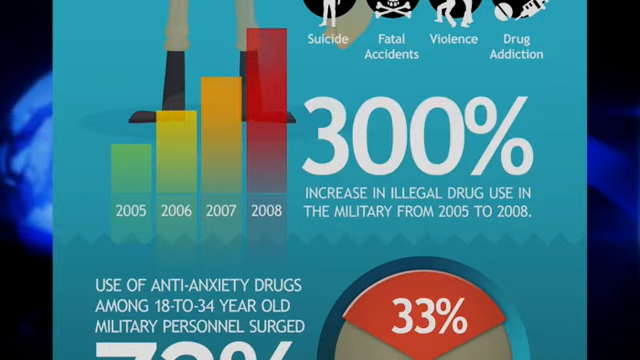 Suicide
Fatal
Accidents
Violence
Drug
Addiction
300%
INCREASE IN ILLEGAL DRUG USE IN
THE MILITARY FROM 2005 TO 2008.
2005 2006 2007 2008
USE OF ANTI-ANXIETY DRUGS
AMONG 18-TO-34 YEAR OLD
MILITARY PERSONNEL SURGED
33%